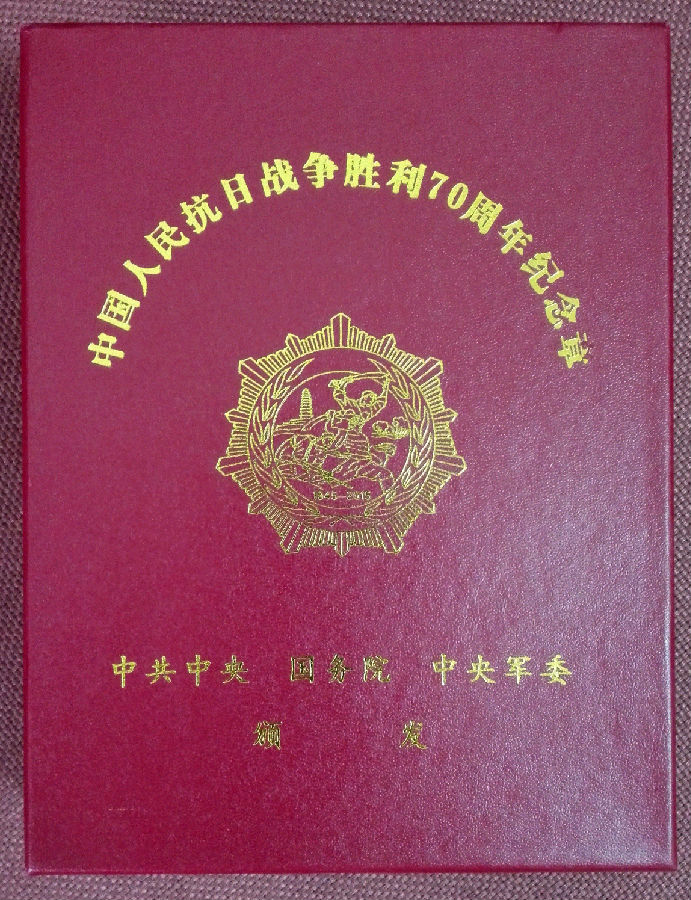 中国人民抗日战争胜利70周年纪念章
1945-2015
中共中央 国务院 中央军委
颁 发